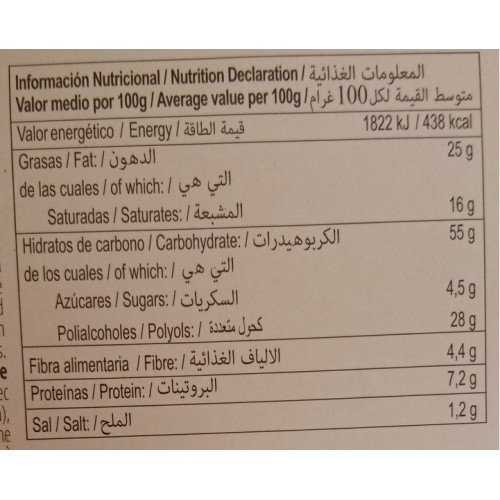 Información Nutricional / Nutrition Declaration / المعلومات الغذائية
Valor medio por 100g / Average value per 100g / متوسط القيمة لكل 100 غرام
Valor energético / Energy / قيمة الطاقة 1822 kJ / 438 kcal
Grasas / Fat: / الدهون 25 g
de las cuales / of which: / التي هي
Saturadas / Saturates: / المشبعة 16 g
Hidratos de carbono / Carbohydrate: / الكربوهيدرات 55 g
de los cuales / of which: / التي هي
Azúcares / Sugars: / السكريات 4,5 g
Polialcoholes / Polyols: / كحول متعددة 28 g
Fibra alimentaria / Fibre: / الالياف الغذائية 4,4 g
Proteínas / Protein: / البروتينات 7,2 g
Sal / Salt: / الملح 1,2 g